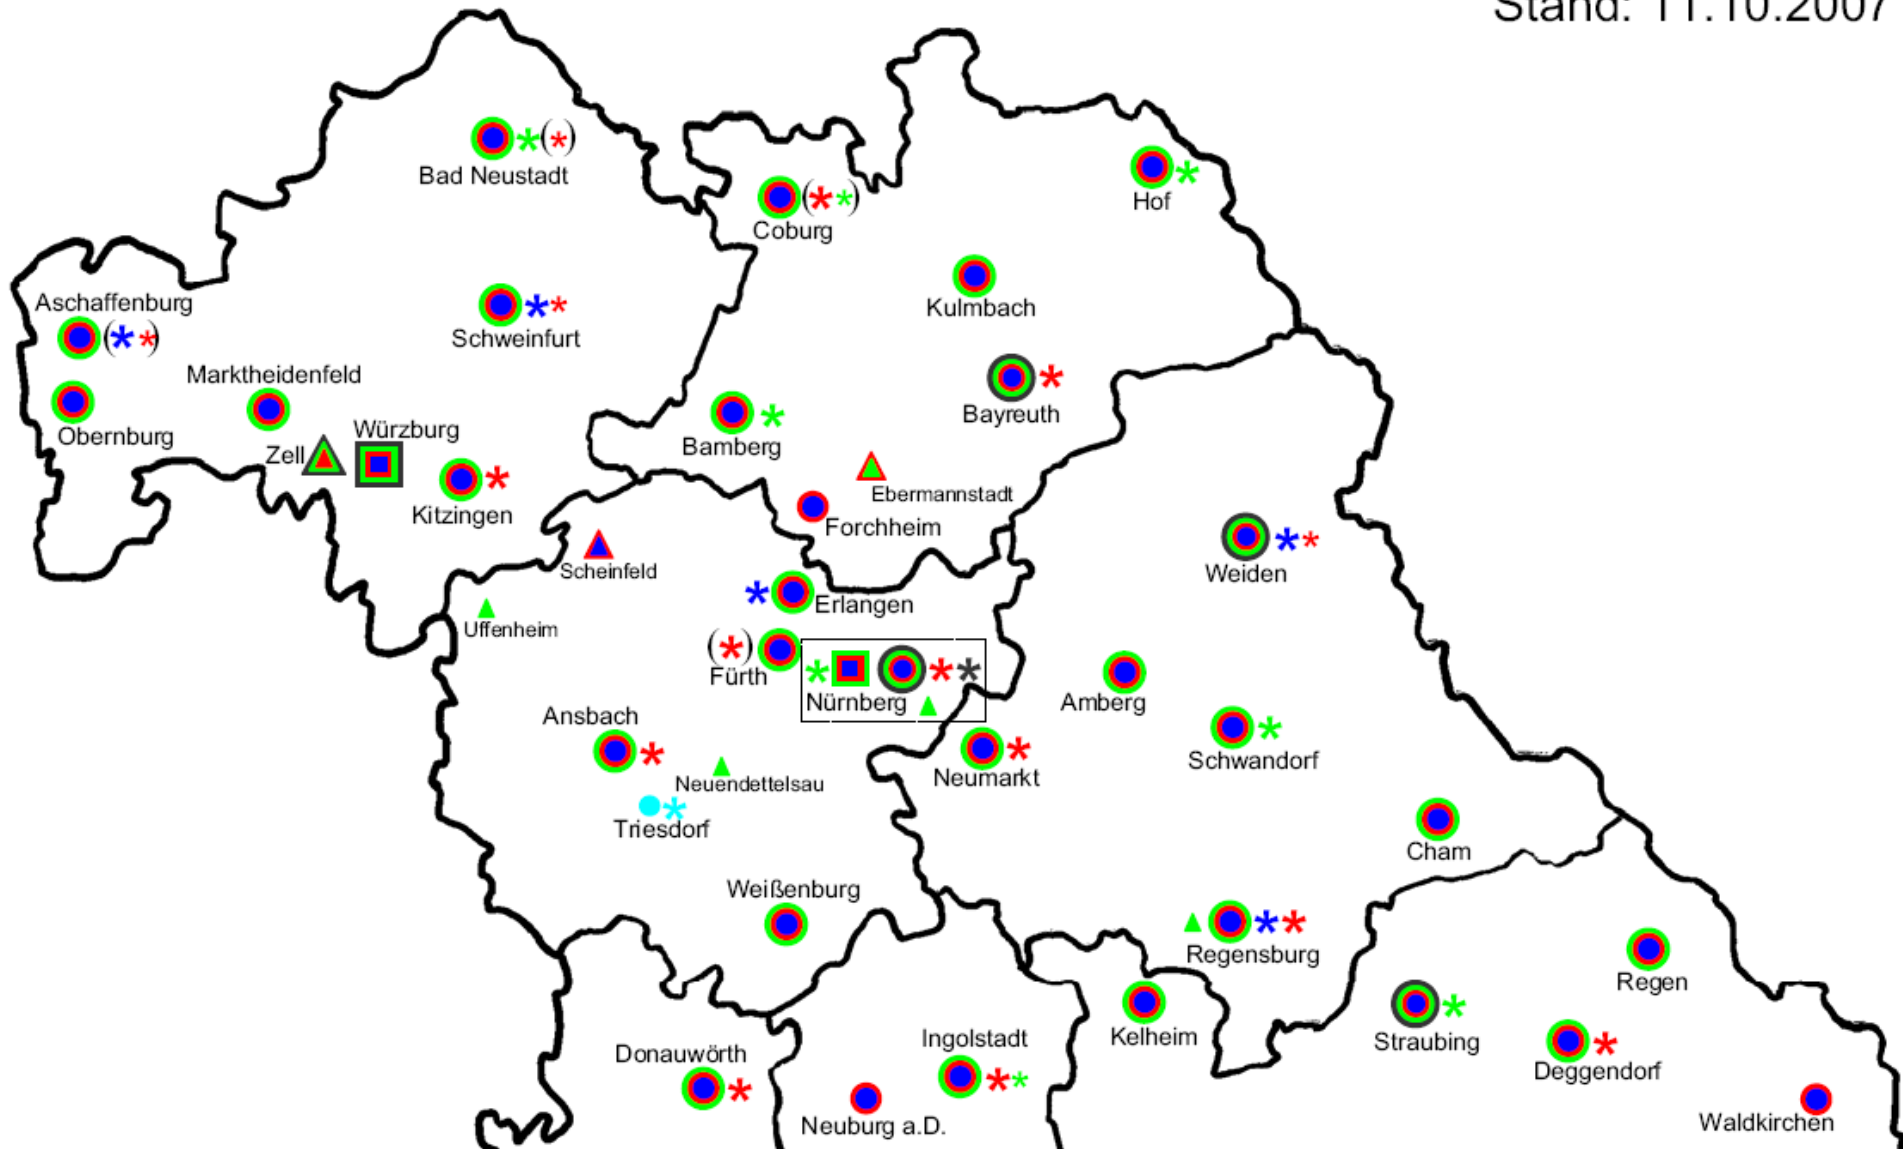 Stand: 11.10.2007
Bad Neustadt
Hof
Coburg
Aschaffenburg
Kulmbach
Schweinfurt
Marktheidenfeld
Bayreuth
Würzburg
Obernburg
Bamberg
Zell
Ebermannstadt
Kitzingen
Forchheim
Scheinfeld
Weiden
Erlangen
Uffenheim
Fürth
Nürnberg
Amberg
Ansbach
Schwandorf
Neumarkt
Neuendettelsau
Triesdorf
Cham
Weißenburg
Regensburg
Regen
Kelheim
Ingolstadt
Straubing
Donauwörth
Deggendorf
Waldkirchen
Neuburg a.D.